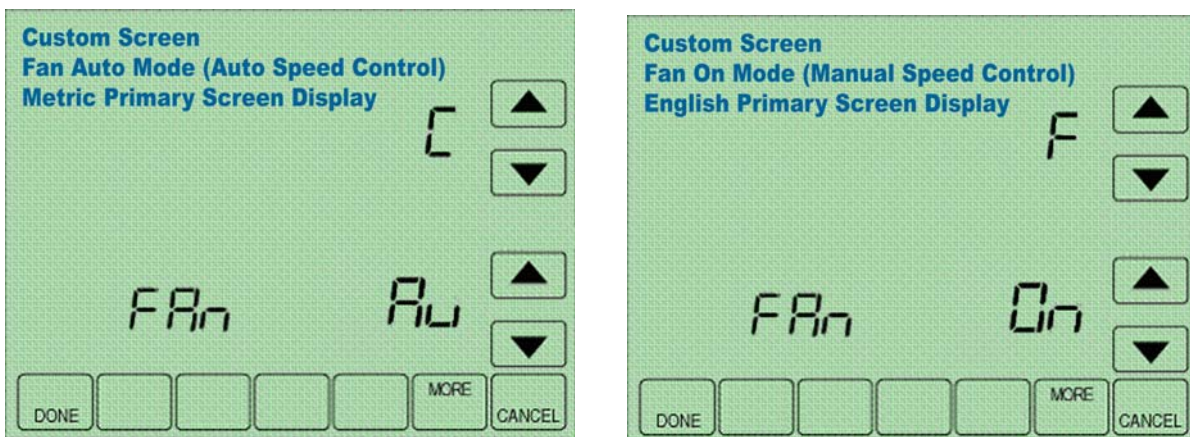 Custom Screen
Fan Auto Mode (Auto Speed Control)
Metric Primary Screen Display
C
FAn Au
DONE MORE CANCEL
Custom Screen
Fan On Mode (Manual Speed Control)
English Primary Screen Display
F
FAn On
DONE MORE CANCEL